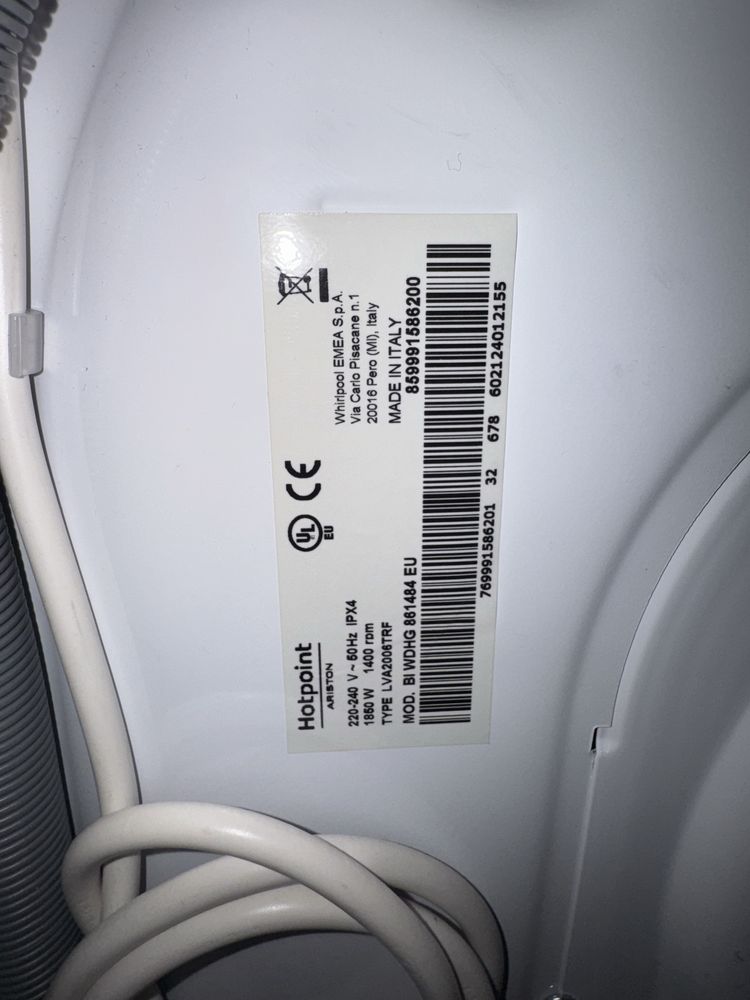 Hotpoint
ARISTON
220-240 V ~ 50Hz IPX4
1850 W 1400 rpm
TYPE LVA2006TRF
MOD. BI WDHG 861484 EU
UL
EU
CE
Whirlpool EMEA S.p.A.
Via Carlo Pisacane n.1
20016 Pero (MI), Italy
MADE IN ITALY
859991586200
769991586201 32 678 602124012155